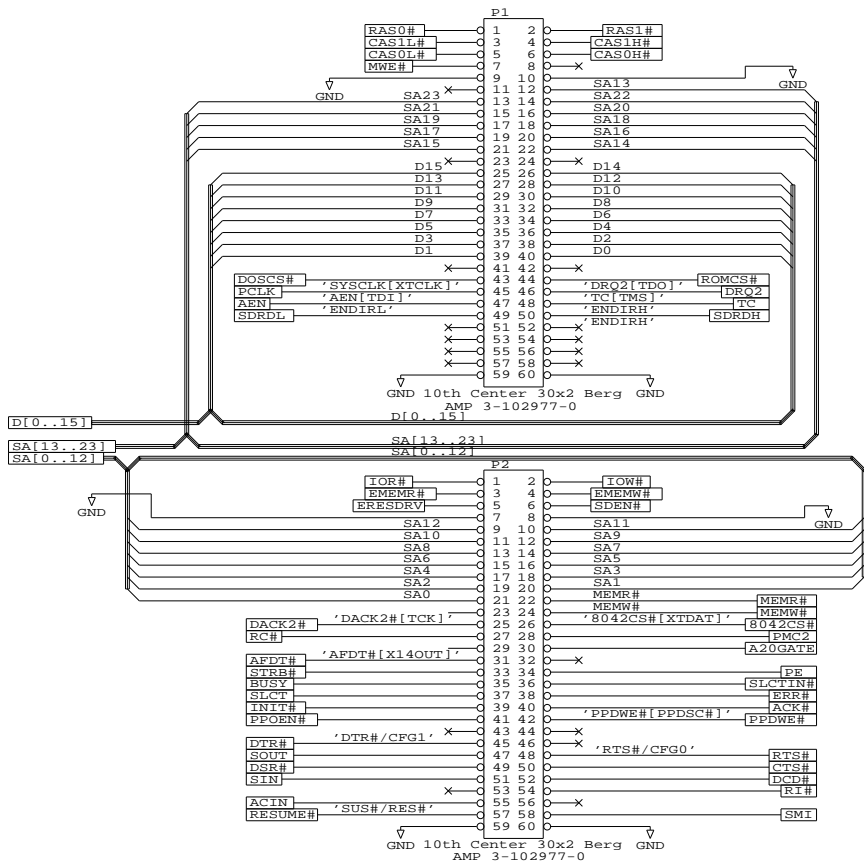 P1
RAS0# 1 2 RAS1#
CAS1L# 3 4 CAS1H#
CAS0L# 5 6 CAS0H#
MWE# 7 8
GND 9 10 GND
11 12 SA13
SA23 13 14 SA22
SA21 15 16 SA20
SA19 17 18 SA18
SA17 19 20 SA16
SA15 21 22 SA14
23 24
D15 25 26 D14
D13 27 28 D12
D11 29 30 D10
D9 31 32 D8
D7 33 34 D6
D5 35 36 D4
D3 37 38 D2
D1 39 40 D0
41 42
DOSCS# 43 44 ROMCS#
PCLK 'SYSCLK[XTCLK]' 45 46 'DRQ2[TDO]' DRQ2
AEN 'AEN[TDI]' 47 48 'TC[TMS]' TC
SDRDL 'ENDIRL' 49 50 'ENDIRH' SDRDH
51 52 'ENDIRH'
53 54
55 56
57 58
59 60
GND 10th Center 30x2 Berg GND
AMP 3-102977-0
D[0..15] D[0..15]
SA[13..23] SA[13..23]
SA[0..12] SA[0..12]
P2
IOR# 1 2 IOW#
EMEMR# 3 4 EMEMW#
ERESDRV 5 6 SDEN#
GND 7 8 GND
SA12 9 10 SA11
SA10 11 12 SA9
SA8 13 14 SA7
SA6 15 16 SA5
SA4 17 18 SA3
SA2 19 20 SA1
SA0 21 22 MEMR# MEMR#
23 24 MEMW# MEMW#
DACK2# 'DACK2#[TCK]' 25 26 '8042CS#[XTDAT]' 8042CS#
RC# 27 28 PMC2
29 30 A20GATE
AFDT# 'AFDT#[X14OUT]' 31 32
STRB# 33 34 PE
BUSY 35 36 SLCTIN#
SLCT 37 38 ERR#
INIT# 39 40 ACK#
PPOEN# 41 42 'PPDWE#[PPDSC#]' PPDWE#
43 44
DTR# 'DTR#/CFG1' 45 46
SOUT 47 48 'RTS#/CFG0' RTS#
DSR# 49 50 CTS#
SIN 51 52 DCD#
53 54 RI#
ACIN 55 56
RESUME# 'SUS#/RES#' 57 58 SMI
59 60
GND 10th Center 30x2 Berg GND
AMP 3-102977-0